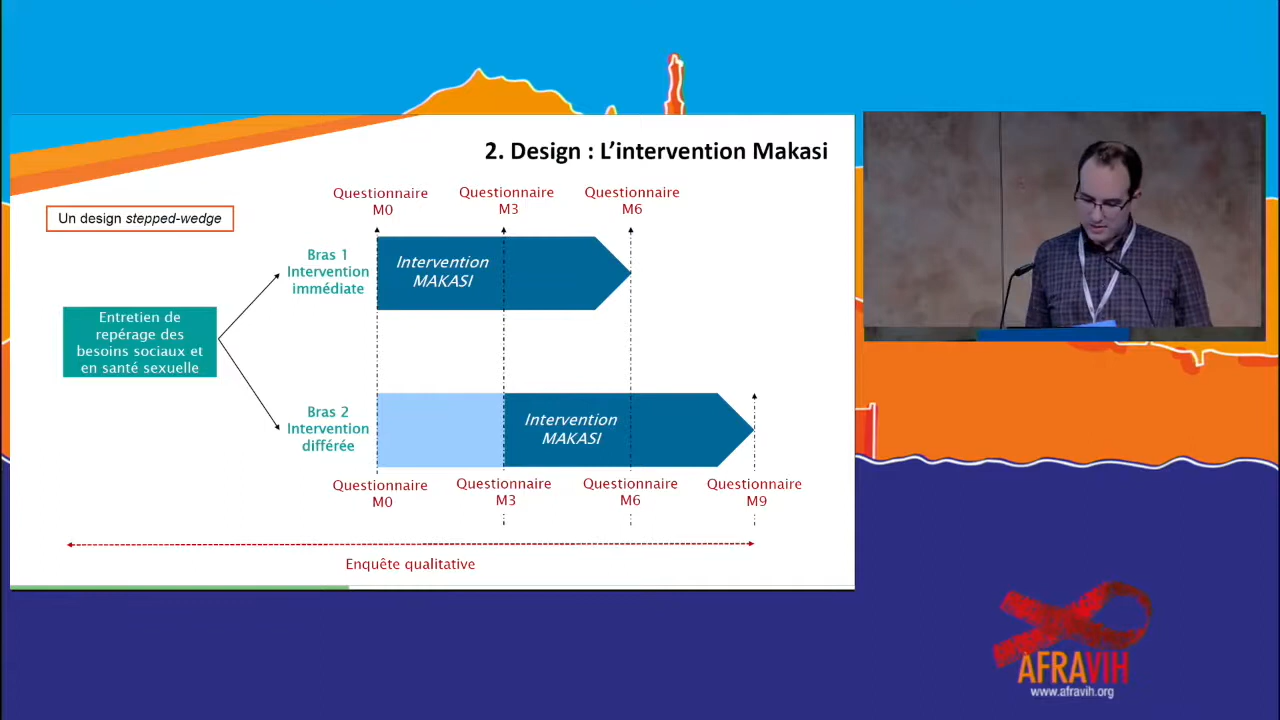 2. Design : L'intervention Makasi
Un design stepped-wedge
Questionnaire
M0
Questionnaire
M3
Questionnaire
M6
Bras 1
Intervention
immédiate
Intervention
MAKASI
Entretien de
repérage des
besoins sociaux et
en santé sexuelle
Bras 2
Intervention
différée
Intervention
MAKASI
Questionnaire
M0
Questionnaire
M3
Questionnaire
M6
Questionnaire
M9
Enquête qualitative
AFRAVIH
www.afravih.org